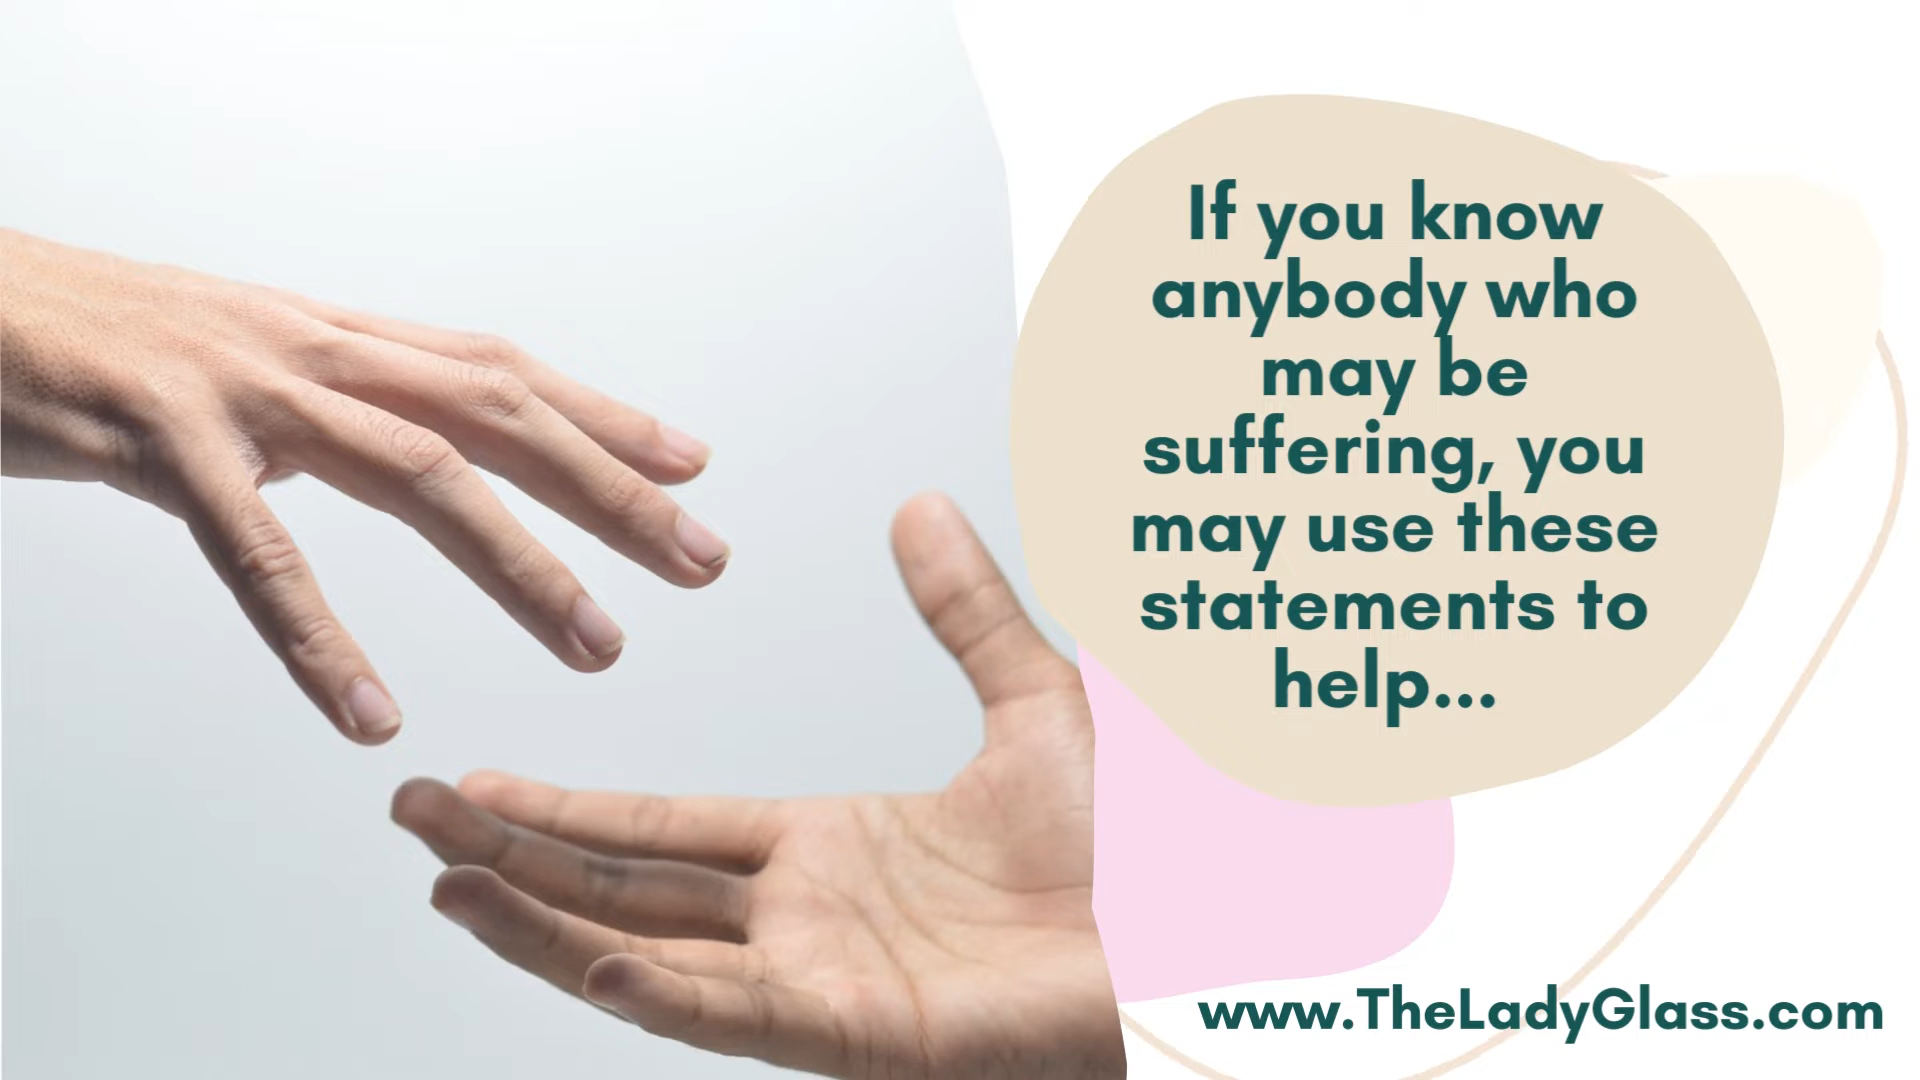 If you know
anybody who
may be
suffering, you
may use these
statements to
help...
www.TheLadyGlass.com